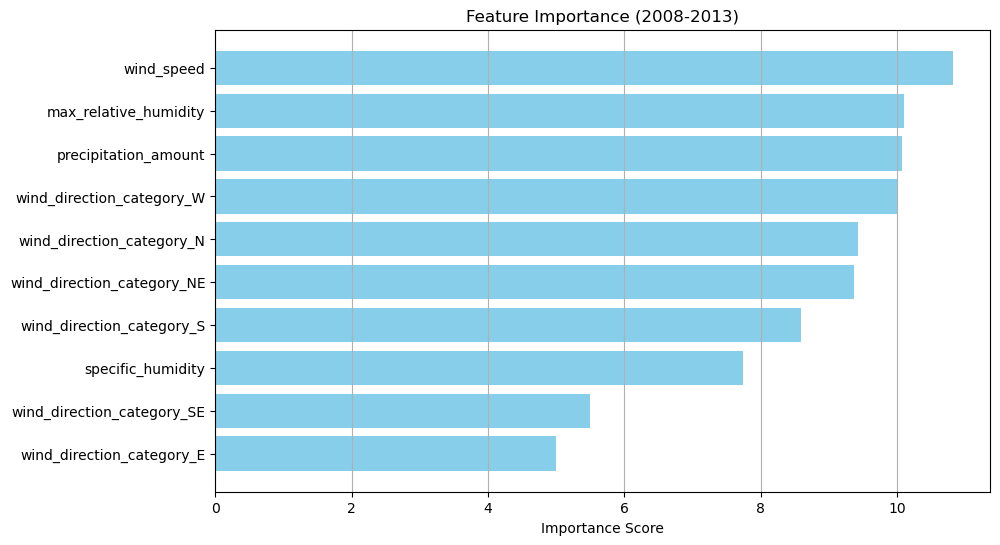 Feature Importance (2008-2013)
wind_speed
max_relative_humidity
precipitation_amount
wind_direction_category_W
wind_direction_category_N
wind_direction_category_NE
wind_direction_category_S
specific_humidity
wind_direction_category_SE
wind_direction_category_E
0 2 4 6 8 10
Importance Score